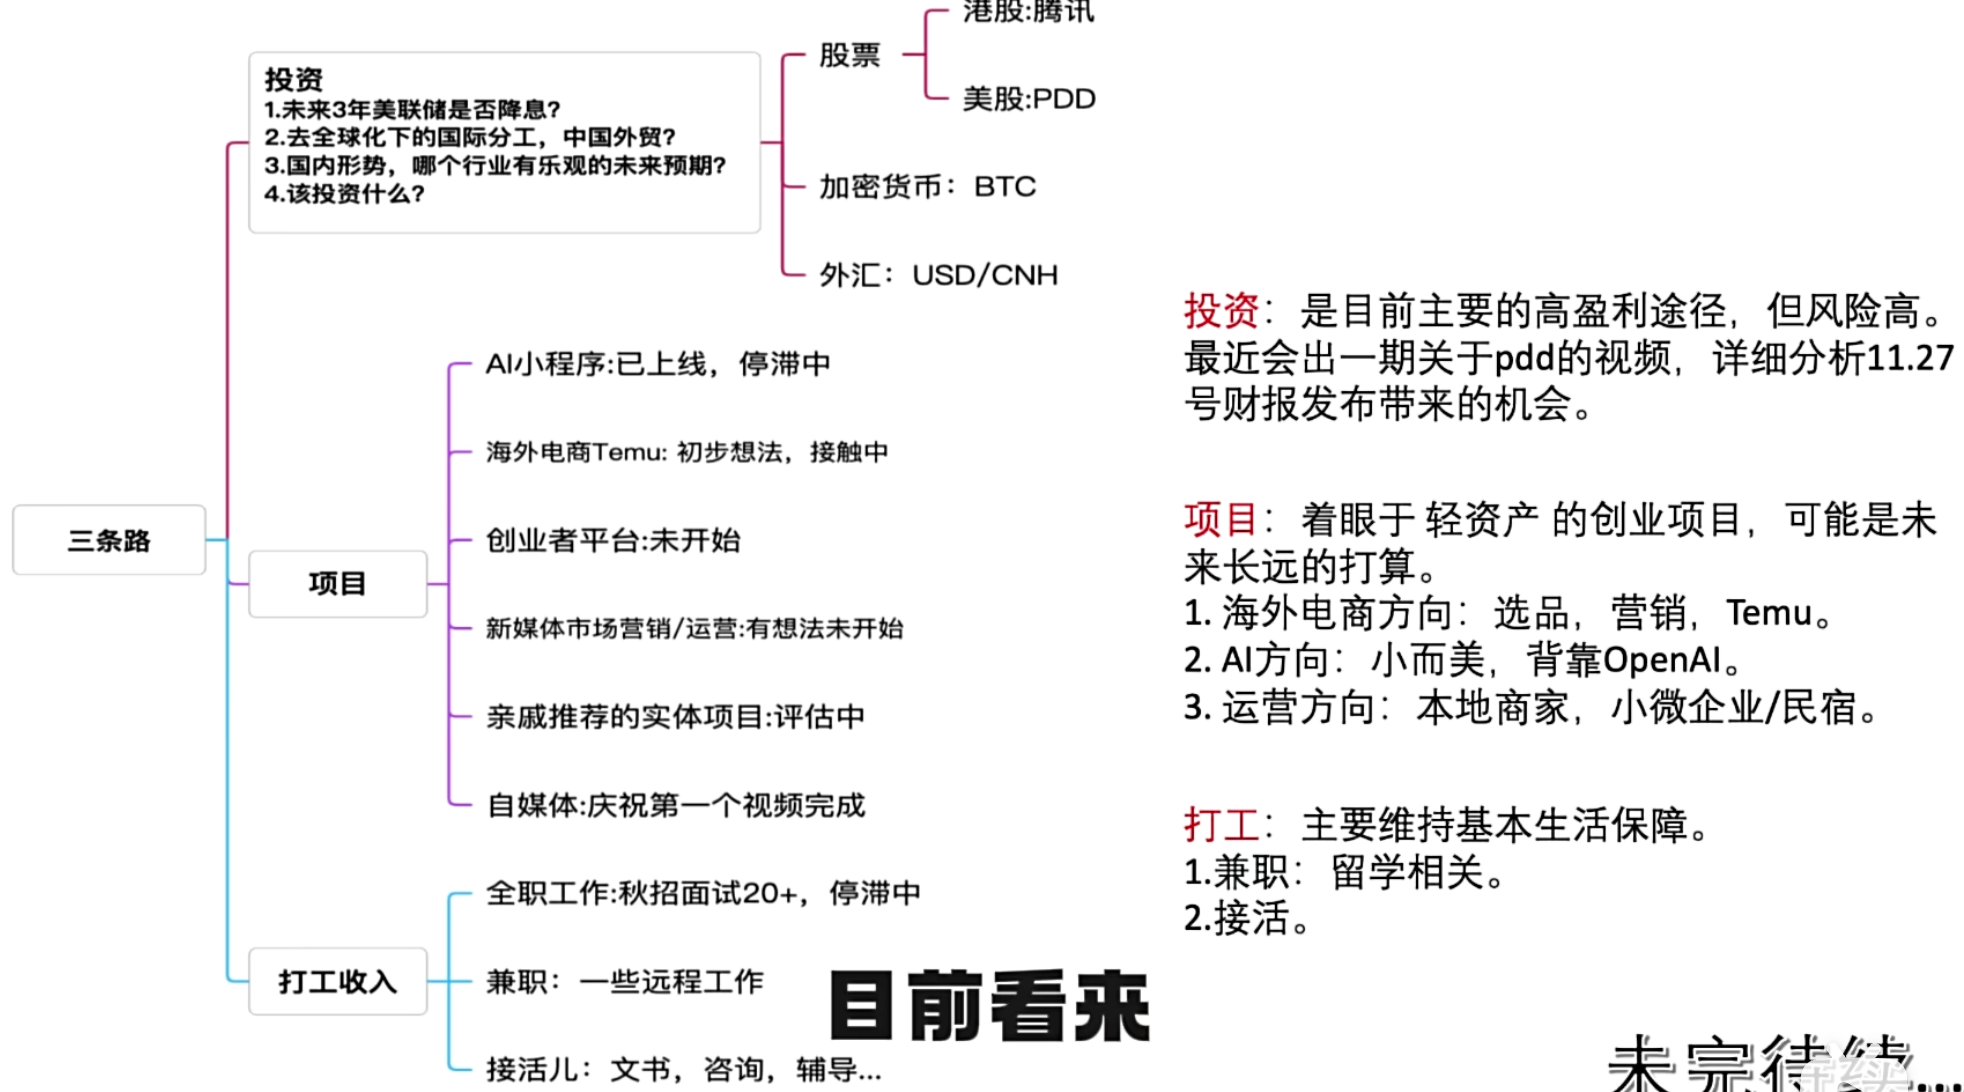 三条路
投资
1.未来3年美联储是否降息?
2.去全球化下的国际分工，中国外贸?
3.国内形势，哪个行业有乐观的未来预期?
4.该投资什么?
股票
港股:腾讯
美股:PDD
加密货币：BTC
外汇：USD/CNH
项目
AI小程序:已上线，停滞中
海外电商Temu: 初步想法，接触中
创业者平台:未开始
新媒体市场营销/运营:有想法未开始
亲戚推荐的实体项目:评估中
自媒体:庆祝第一个视频完成
打工收入
全职工作:秋招面试20+，停滞中
兼职：一些远程工作
接活儿：文书，咨询，辅导...
投资：是目前主要的高盈利途径，但风险高。
最近会出一期关于pdd的视频，详细分析11.27
号财报发布带来的机会。
项目：着眼于 轻资产 的创业项目，可能是未
来长远的打算。
1. 海外电商方向：选品，营销，Temu。
2. AI方向：小而美，背靠OpenAI。
3. 运营方向：本地商家，小微企业/民宿。
打工：主要维持基本生活保障。
1.兼职：留学相关。
2.接活。
目前看来
未完待续...